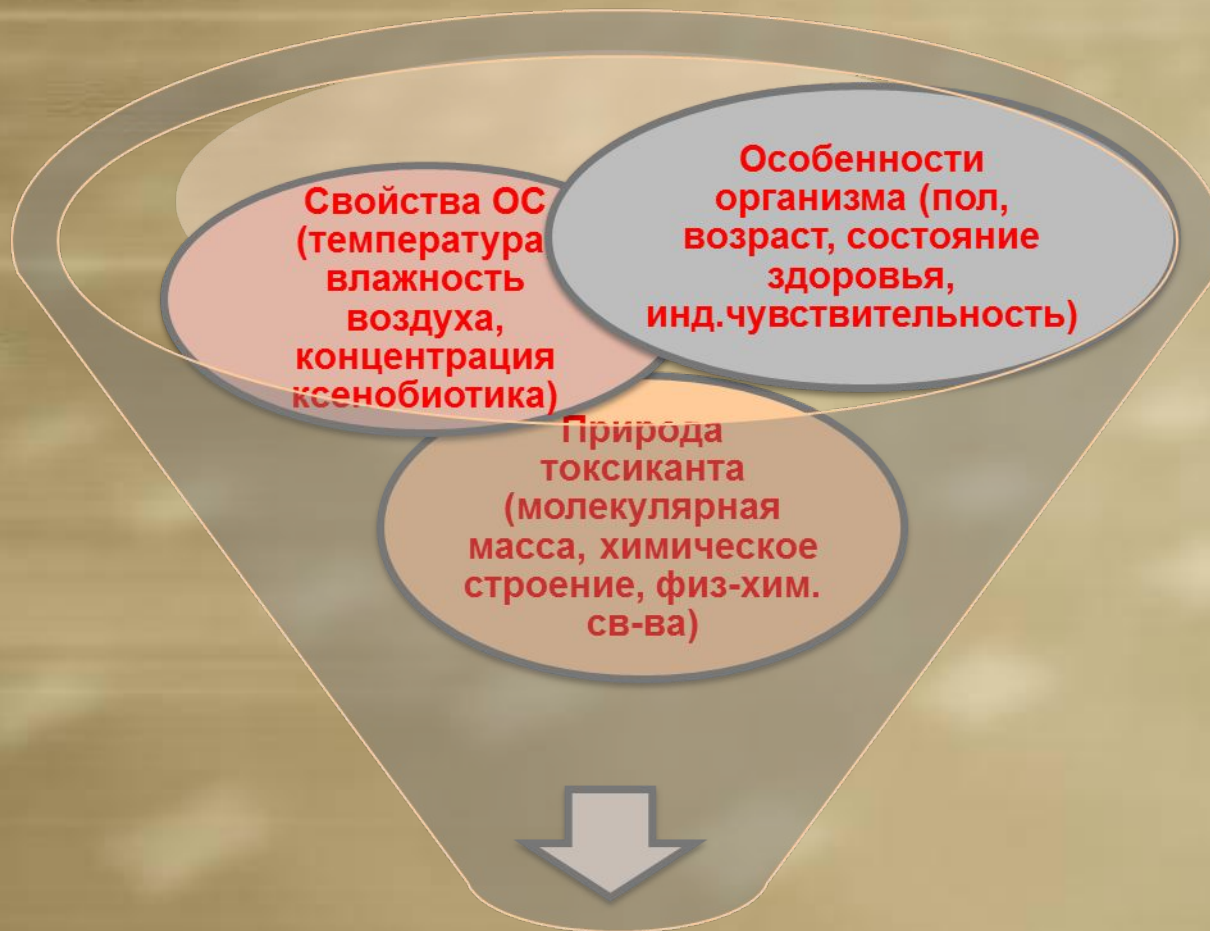 Свойства ОС
(температура,
влажность
воздуха,
концентрация
ксенобиотика)
Особенности
организма (пол,
возраст, состояние
здоровья,
инд.чувствительность)
Природа
токсиканта
(молекулярная
масса, химическое
строение, физ-хим.
св-ва)